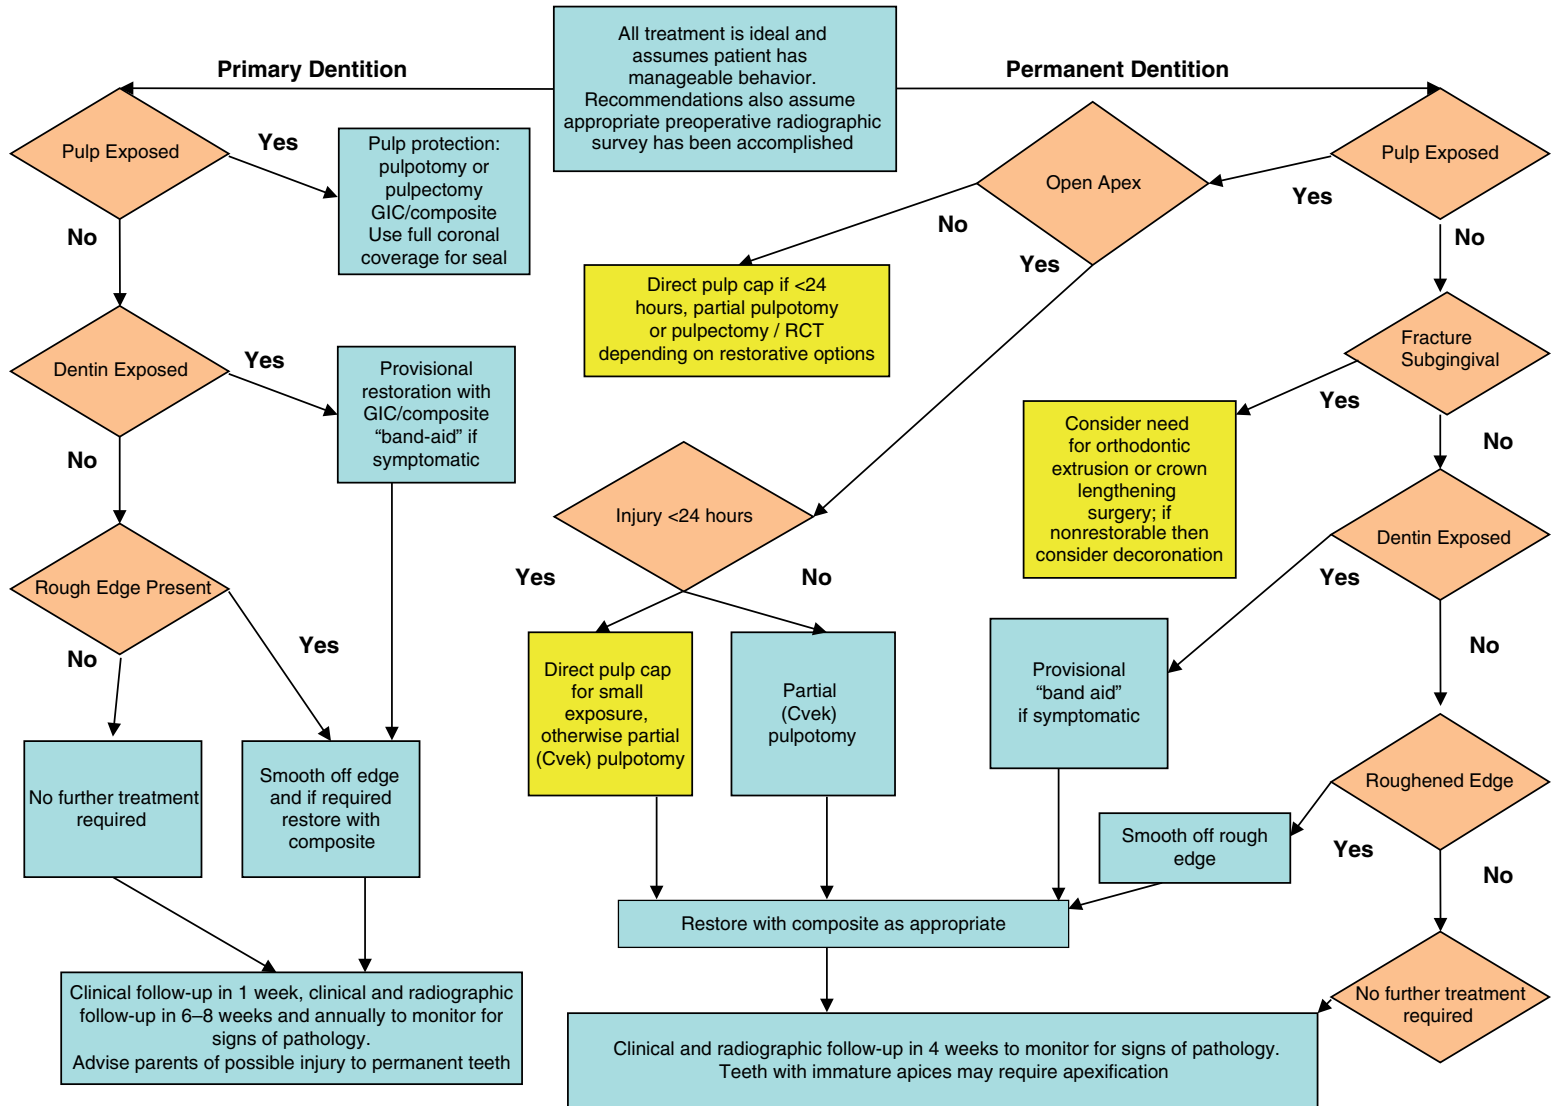 All treatment is ideal and
assumes patient has
manageable behavior.
Recommendations also assume
appropriate preoperative radiographic
survey has been accomplished
Primary Dentition
Permanent Dentition
Pulp Exposed
Yes
Pulp protection:
pulpotomy or
pulpectomy
GIC/composite
Use full coronal
coverage for seal
No
Dentin Exposed
Yes
Provisional
restoration with
GIC/composite
“band-aid” if
symptomatic
No
Rough Edge Present
Yes
No
No further treatment
required
Smooth off edge
and if required
restore with
composite
Clinical follow-up in 1 week, clinical and radiographic
follow-up in 6–8 weeks and annually to monitor for
signs of pathology.
Advise parents of possible injury to permanent teeth
Pulp Exposed
Yes
No
Open Apex
No
Yes
Direct pulp cap if <24
hours, partial pulpotomy
or pulpectomy / RCT
depending on restorative options
Injury <24 hours
Yes
No
Direct pulp cap
for small
exposure,
otherwise partial
(Cvek) pulpotomy
Partial
(Cvek)
pulpotomy
Fracture
Subgingival
Yes
No
Consider need
for orthodontic
extrusion or crown
lengthening
surgery; if
nonrestorable then
consider decoronation
Dentin Exposed
Yes
No
Provisional
“band aid”
if symptomatic
Roughened Edge
Yes
No
Smooth off rough
edge
Restore with composite as appropriate
No further treatment
required
Clinical and radiographic follow-up in 4 weeks to monitor for signs of pathology.
Teeth with immature apices may require apexification